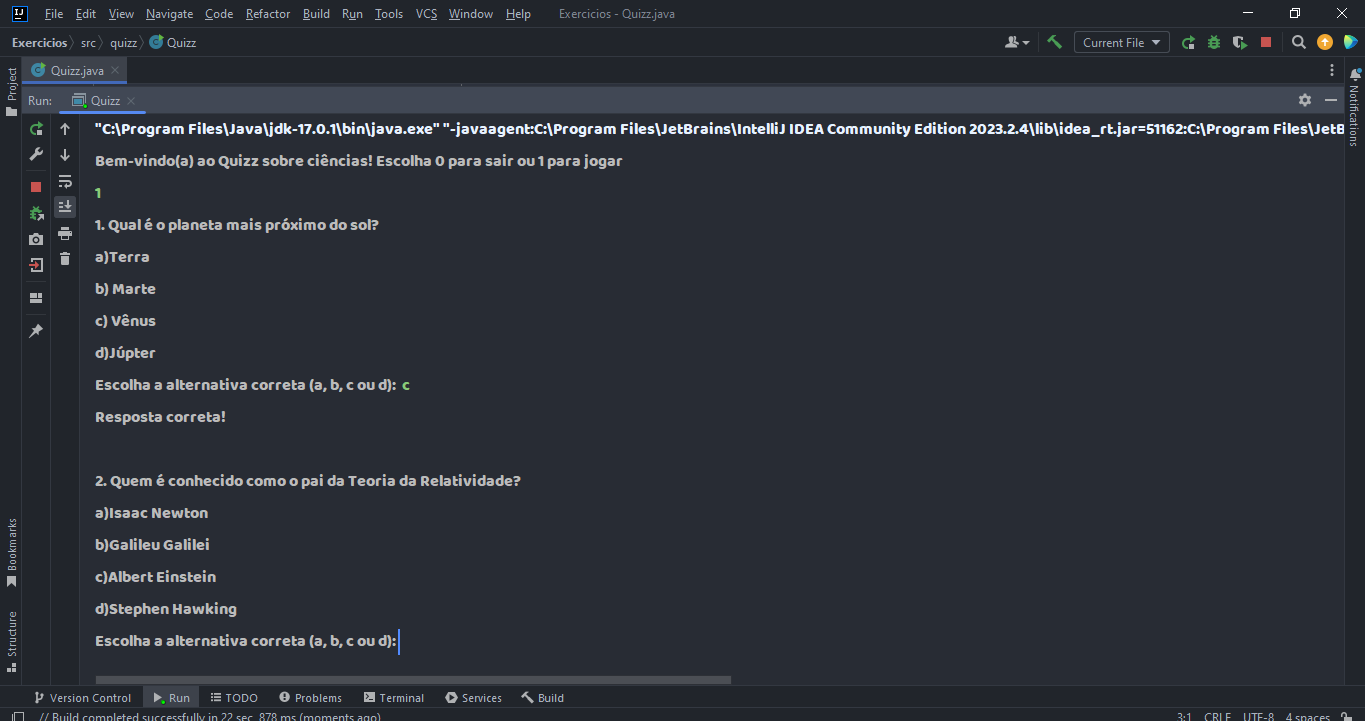 File Edit View Navigate Code Refactor Build Run Tools VCS Window Help Exercicios - Quizz.java
Exercicios src quizz Quizz Current File
Project Quizz.java
Run: Quizz
Notifications
"C:\Program Files\Java\jdk-17.0.1\bin\java.exe" "-javaagent:C:\Program Files\JetBrains\IntelliJ IDEA Community Edition 2023.2.4\lib\idea_rt.jar=51162:C:\Program Files\JetB
Bem-vindo(a) ao Quizz sobre ciências! Escolha 0 para sair ou 1 para jogar
1
1. Qual é o planeta mais próximo do sol?
a)Terra
b) Marte
c) Vênus
d)Júpter
Escolha a alternativa correta (a, b, c ou d): c
Resposta correta!
2. Quem é conhecido como o pai da Teoria da Relatividade?
a)Isaac Newton
b)Galileu Galilei
c)Albert Einstein
d)Stephen Hawking
Escolha a alternativa correta (a, b, c ou d):
Bookmarks
Structure
Version Control Run TODO Problems Terminal Services Build
// Build completed successfully in 22 sec, 878 ms (moments ago) 3:1 CRLF UTF-8 4 spaces